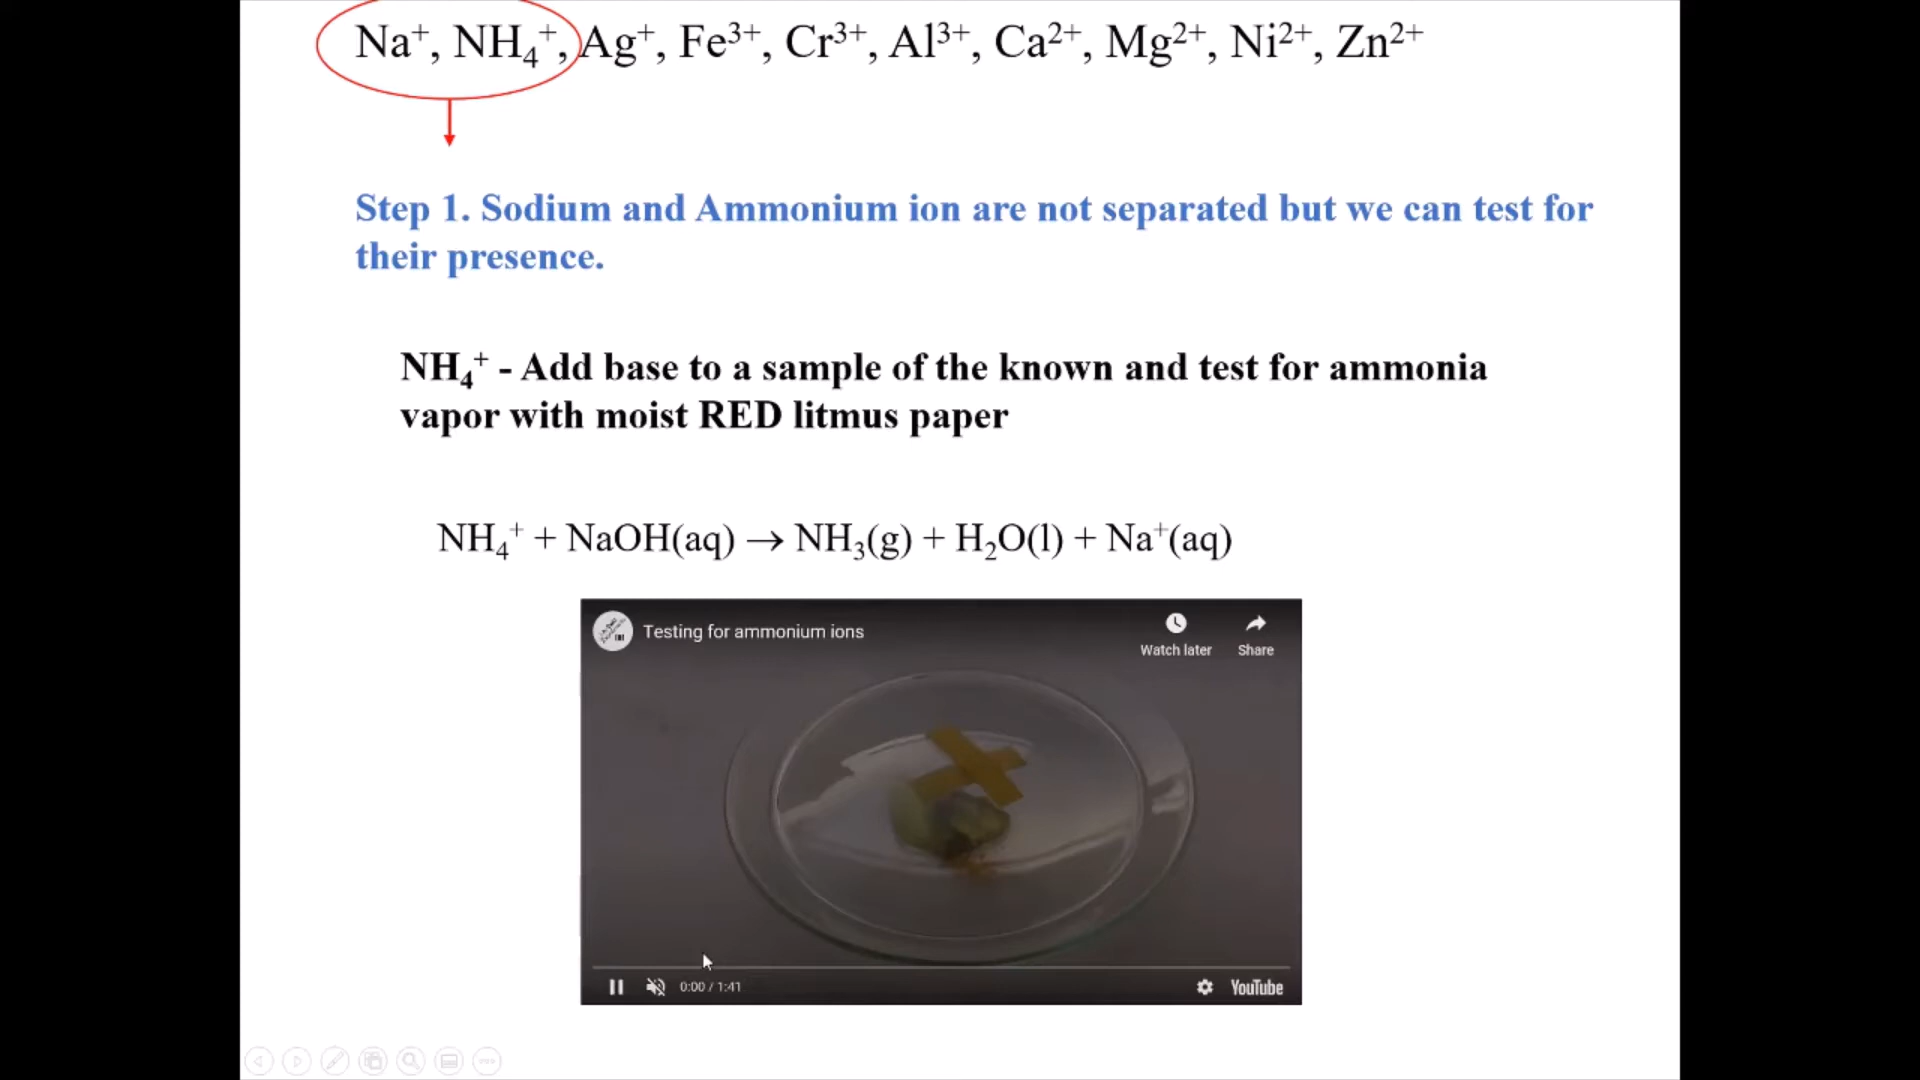 Na⁺, NH₄⁺, Ag⁺, Fe³⁺, Cr³⁺, Al³⁺, Ca²⁺, Mg²⁺, Ni²⁺, Zn²⁺
Step 1. Sodium and Ammonium ion are not separated but we can test for
their presence.
NH₄⁺ - Add base to a sample of the known and test for ammonia
vapor with moist RED litmus paper
NH₄⁺ + NaOH(aq) → NH₃(g) + H₂O(l) + Na⁺(aq)
Testing for ammonium ions
Watch later
Share
0:00 / 1:41
YouTube